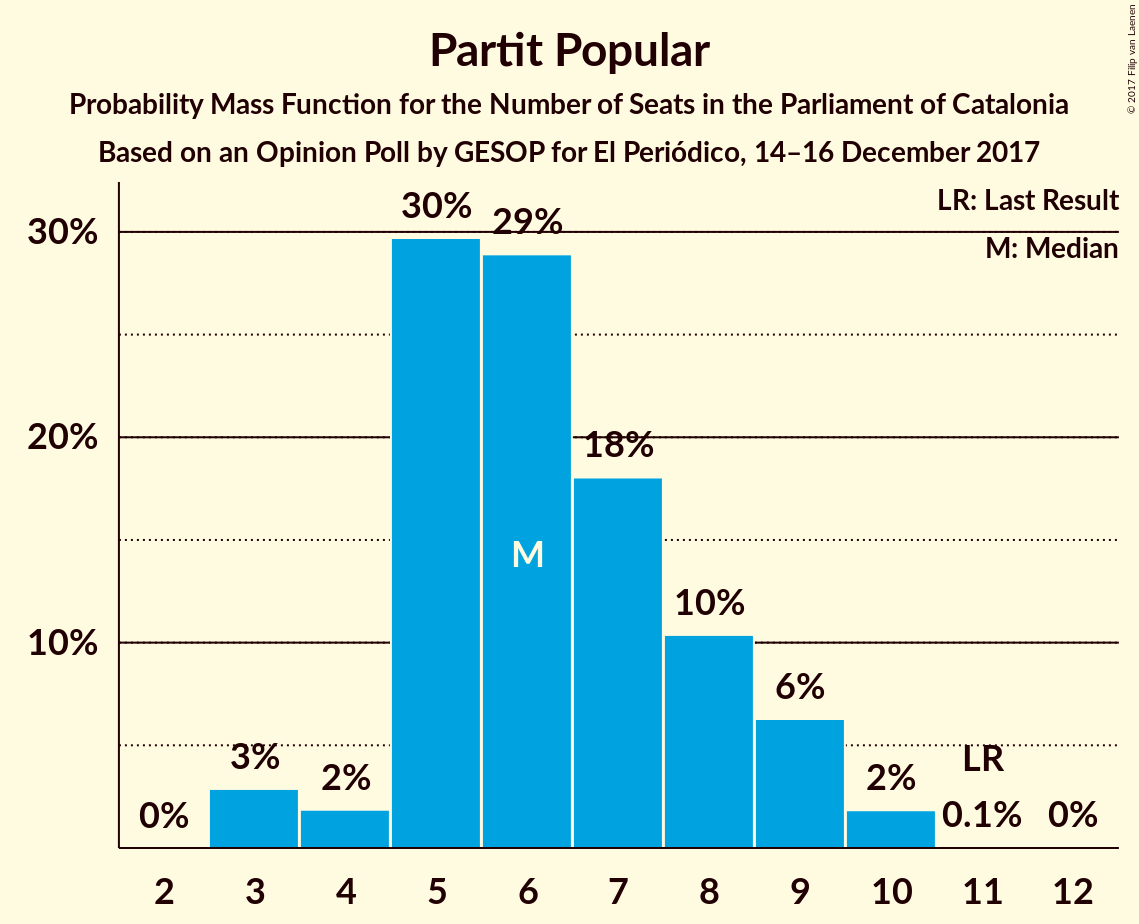 Partit Popular
Probability Mass Function for the Number of Seats in the Parliament of Catalonia
Based on an Opinion Poll by GESOP for El Periódico, 14–16 December 2017
© 2017 Filip van Laenen
LR: Last Result
M: Median
30%
20%
10%
0%
3%
2%
30%
29%
M
18%
10%
6%
2%
LR
0.1%
0%
2 3 4 5 6 7 8 9 10 11 12